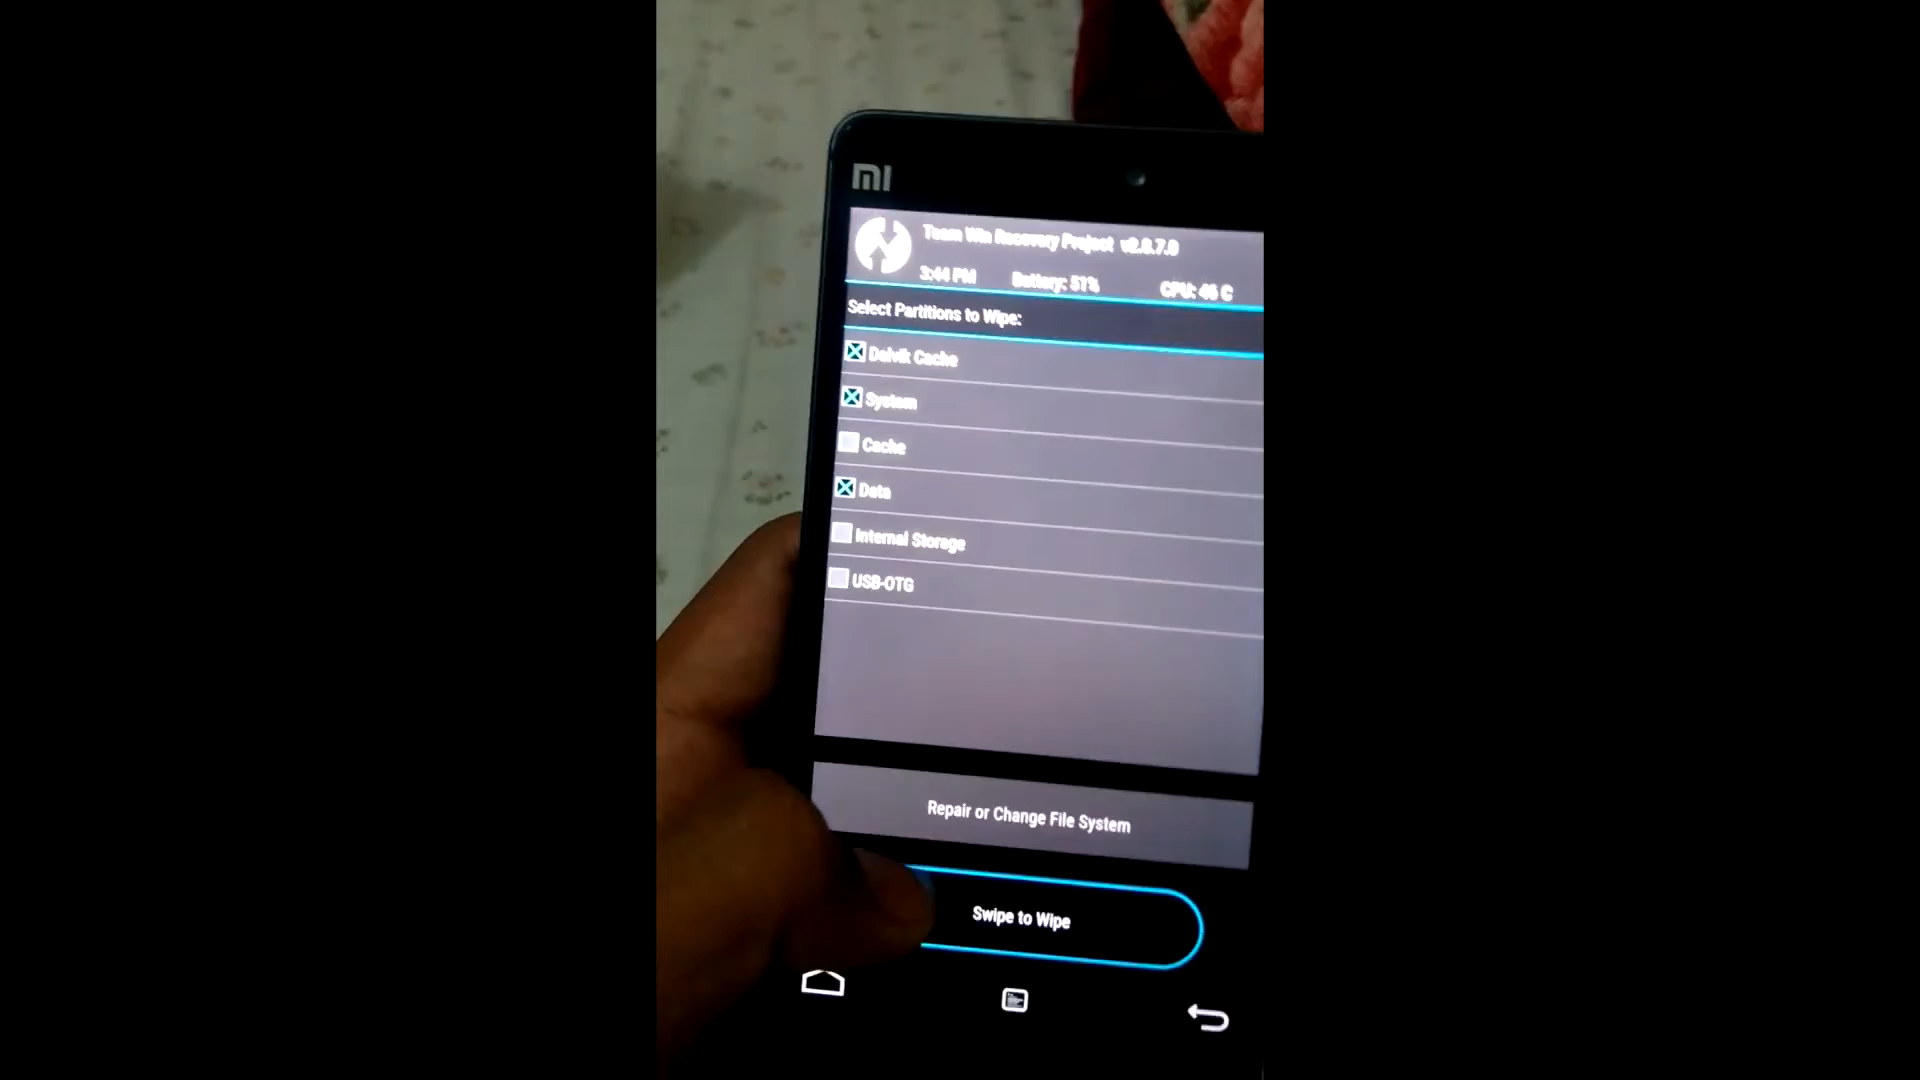 MI
Team Win Recovery Project v2.8.7.0
3:44 PM Battery: 51% CPU: 46 C
Select Partitions to Wipe:
Dalvik Cache
System
Cache
Data
Internal Storage
USB-OTG
Repair or Change File System
Swipe to Wipe